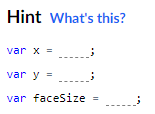 Hint What's this?
var x = _____;
var y = _____;
var faceSize = _____;